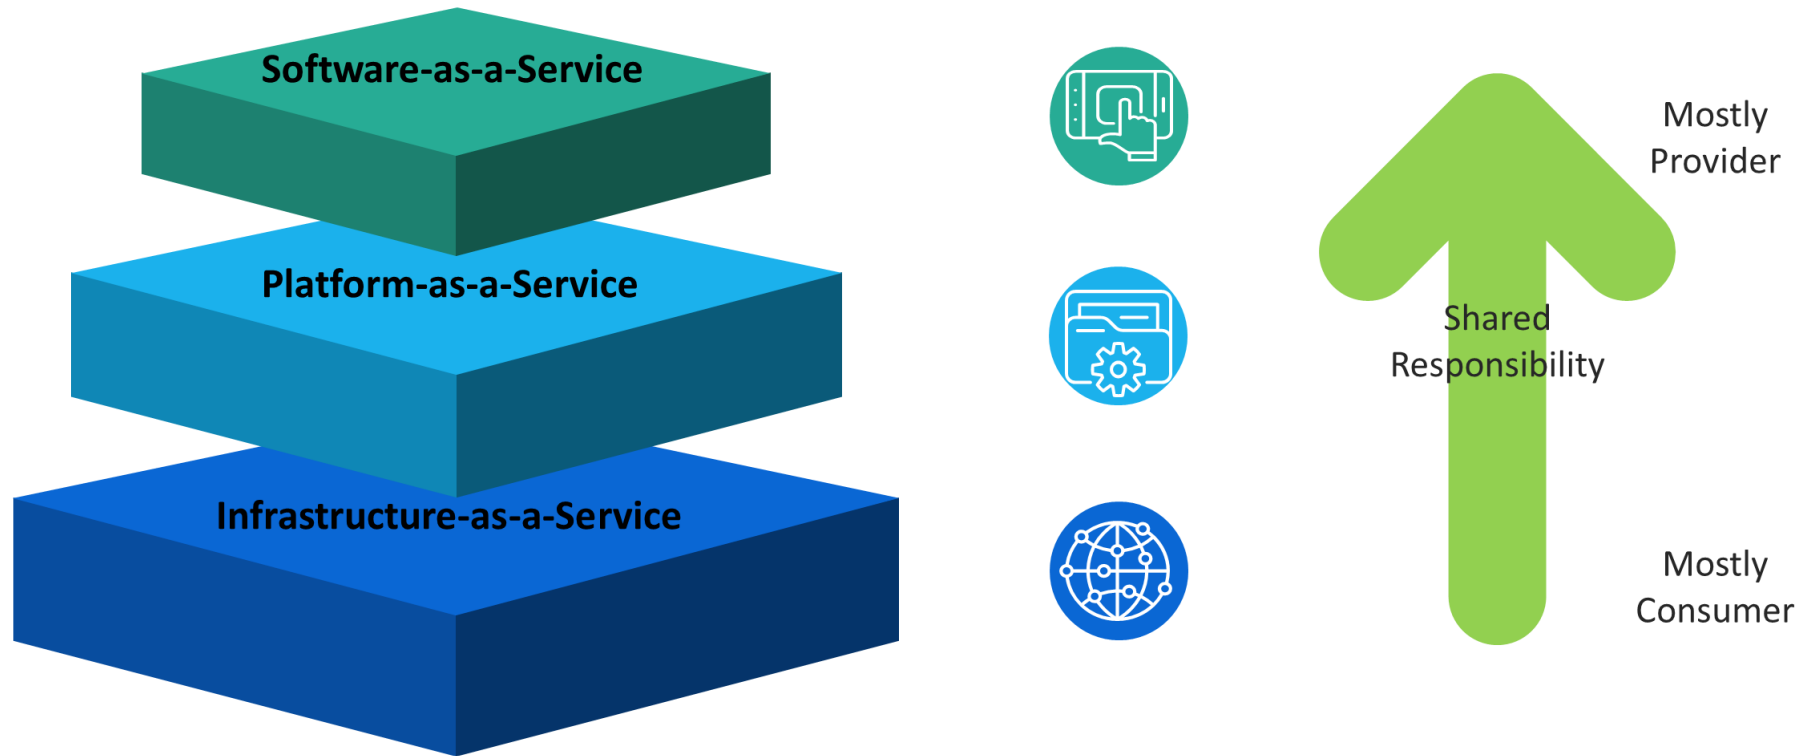 Software-as-a-Service
Mostly
Provider
Platform-as-a-Service
Shared
Responsibility
Infrastructure-as-a-Service
Mostly
Consumer